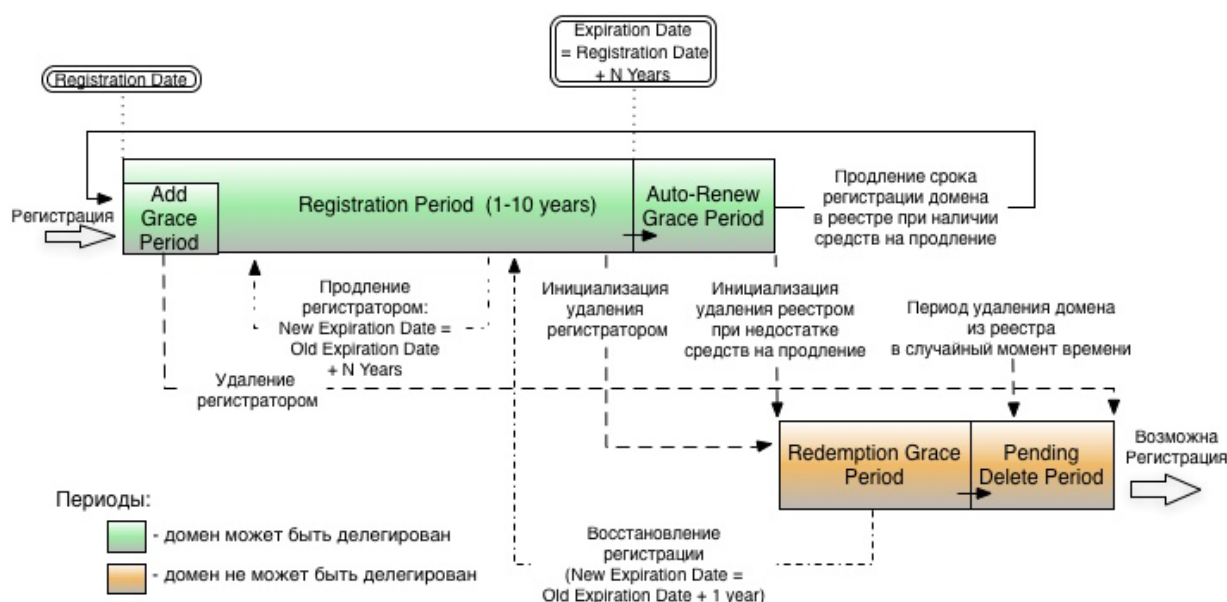 Expiration Date
= Registration Date
+ N Years
Registration Date
Регистрация
Add
Grace
Period
Registration Period (1-10 years)
Auto-Renew
Grace Period
Продление срока
регистрации домена
в реестре при наличии
средств на продление
Продление
регистратором:
New Expiration Date =
Old Expiration Date
+ N Years
Инициализация
удаления
регистратором
Инициализация
удаления реестром
при недостатке
средств на продление
Период удаления домена
из реестра
в случайный момент времени
Удаление
регистратором
Redemption Grace
Period
Pending
Delete Period
Возможна
Регистрация
Периоды:
- домен может быть делегирован
- домен не может быть делегирован
Восстановление
регистрации
(New Expiration Date =
Old Expiration Date + 1 year)